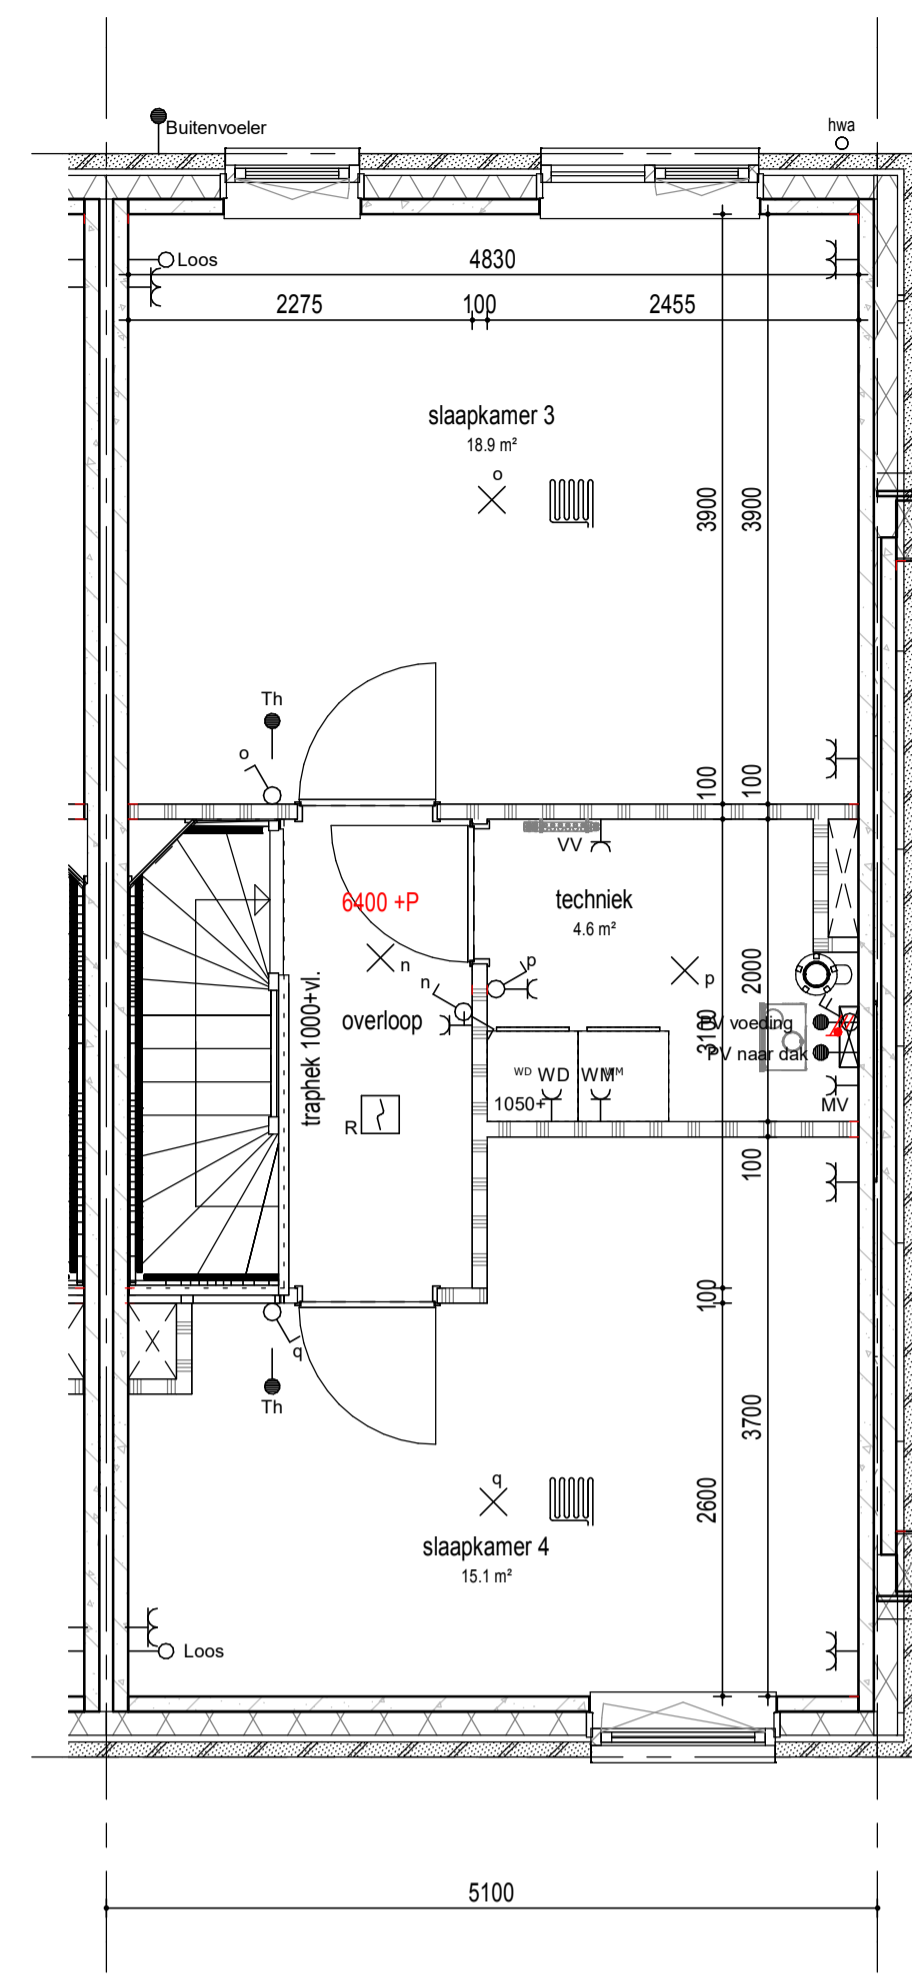 Buitenvoeler
hwa
Loos
4830
2275
100
2455
slaapkamer 3
18.9 m²
o
3900
3900
Th
o
100
100
VV
techniek
4.6 m²
6400 +P
n
p
n
p
2000
overloop
traphek 1000+vl.
PV voeding
3100
PV naar dak
WD
WD
WM
WM
1050+
MV
R
100
100
q
Th
3700
2600
q
slaapkamer 4
15.1 m²
Loos
5100